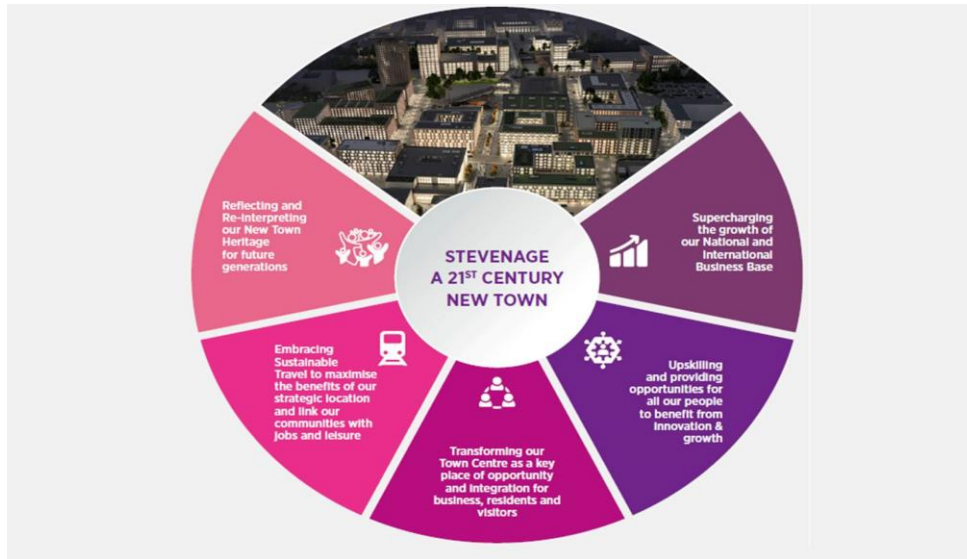 STEVENAGE
A 21ST CENTURY
NEW TOWN
Supercharging
the growth of
our National and
International
Business Base
Upskilling
and providing
opportunities for
all our people
to benefit from
Innovation &
growth
Transforming our
Town Centre as a key
place of opportunity
and integration for
business, residents and
visitors
Embracing
Sustainable
Travel to maximise
the benefits of our
strategic location
and link our
communities with
jobs and leisure
Reflecting and
Re-interpreting
our New Town
Heritage
for future
generations